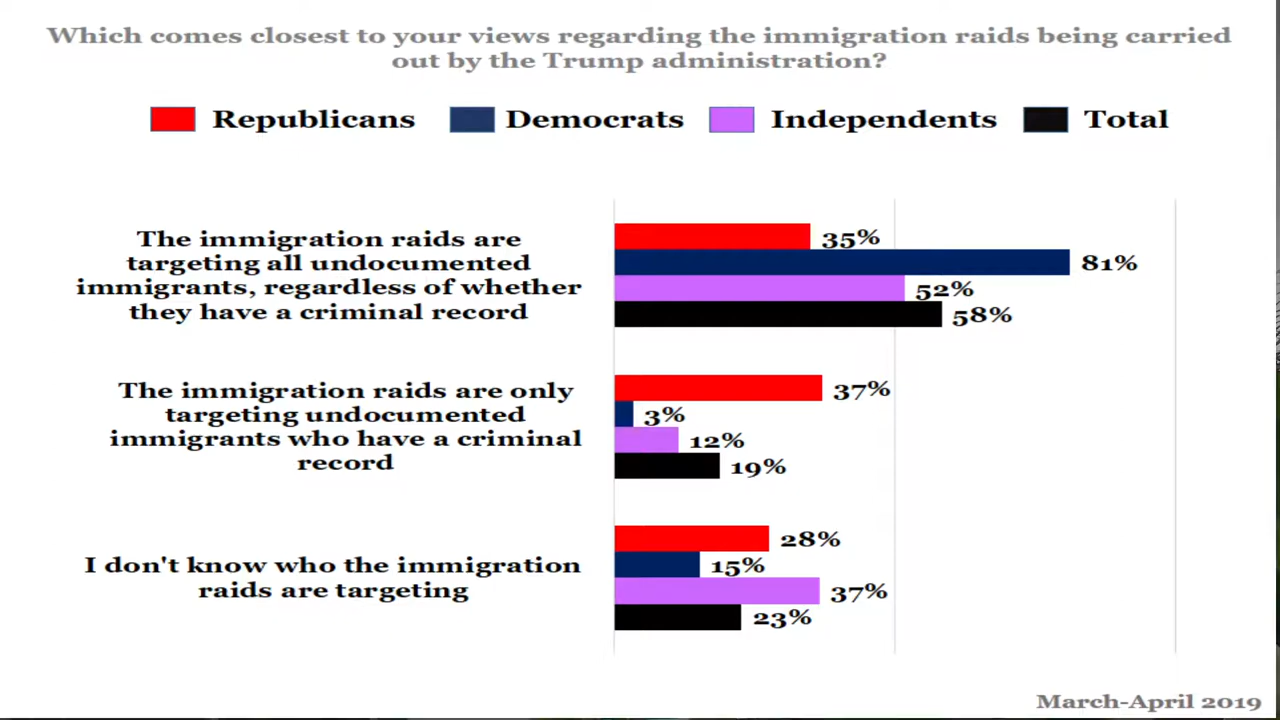 Which comes closest to your views regarding the immigration raids being carried
out by the Trump administration?
Republicans Democrats Independents Total
The immigration raids are
targeting all undocumented
immigrants, regardless of whether
they have a criminal record
35%
81%
52%
58%
The immigration raids are only
targeting undocumented
immigrants who have a criminal
record
37%
3%
12%
19%
I don't know who the immigration
raids are targeting
28%
15%
37%
23%
March-April 2019